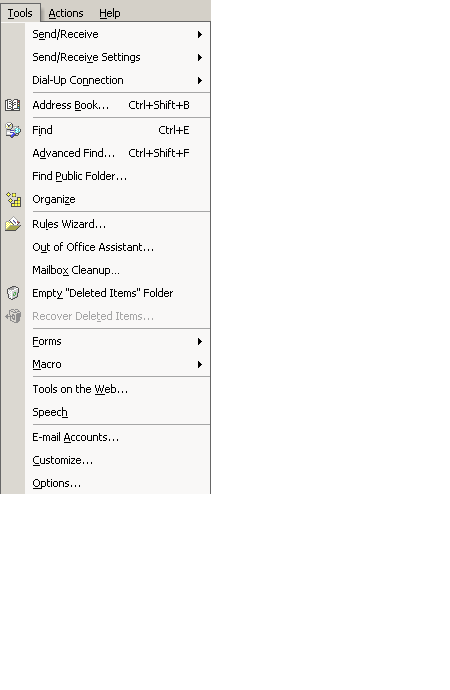 Tools Actions Help
Send/Receive
Send/Receive Settings
Dial-Up Connection
Address Book... Ctrl+Shift+B
Find Ctrl+E
Advanced Find... Ctrl+Shift+F
Find Public Folder...
Organize
Rules Wizard...
Out of Office Assistant...
Mailbox Cleanup...
Empty "Deleted Items" Folder
Recover Deleted Items...
Forms
Macro
Tools on the Web...
Speech
E-mail Accounts...
Customize...
Options...